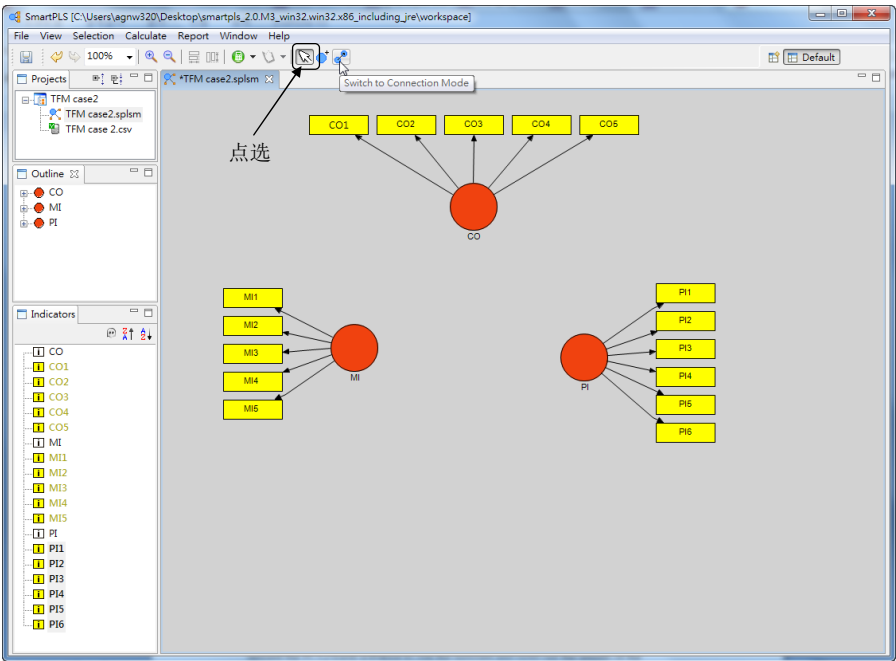 SmartPLS [C:\Users\agnw320\Desktop\smartpls_2.0.M3_win32.win32.x86_including_jre\workspace]
File View Selection Calculate Report Window Help
100%
Default
Projects
*TFM case2.splsm
Switch to Connection Mode
TFM case2
TFM case2.splsm
TFM case 2.csv
点选
CO1 CO2 CO3 CO4 CO5
Outline
CO
MI
PI
CO
MI1
MI2
MI3
MI4
MI5
MI
PI1
PI2
PI3
PI4
PI5
PI6
PI
Indicators
CO
CO1
CO2
CO3
CO4
CO5
MI
MI1
MI2
MI3
MI4
MI5
PI
PI1
PI2
PI3
PI4
PI5
PI6